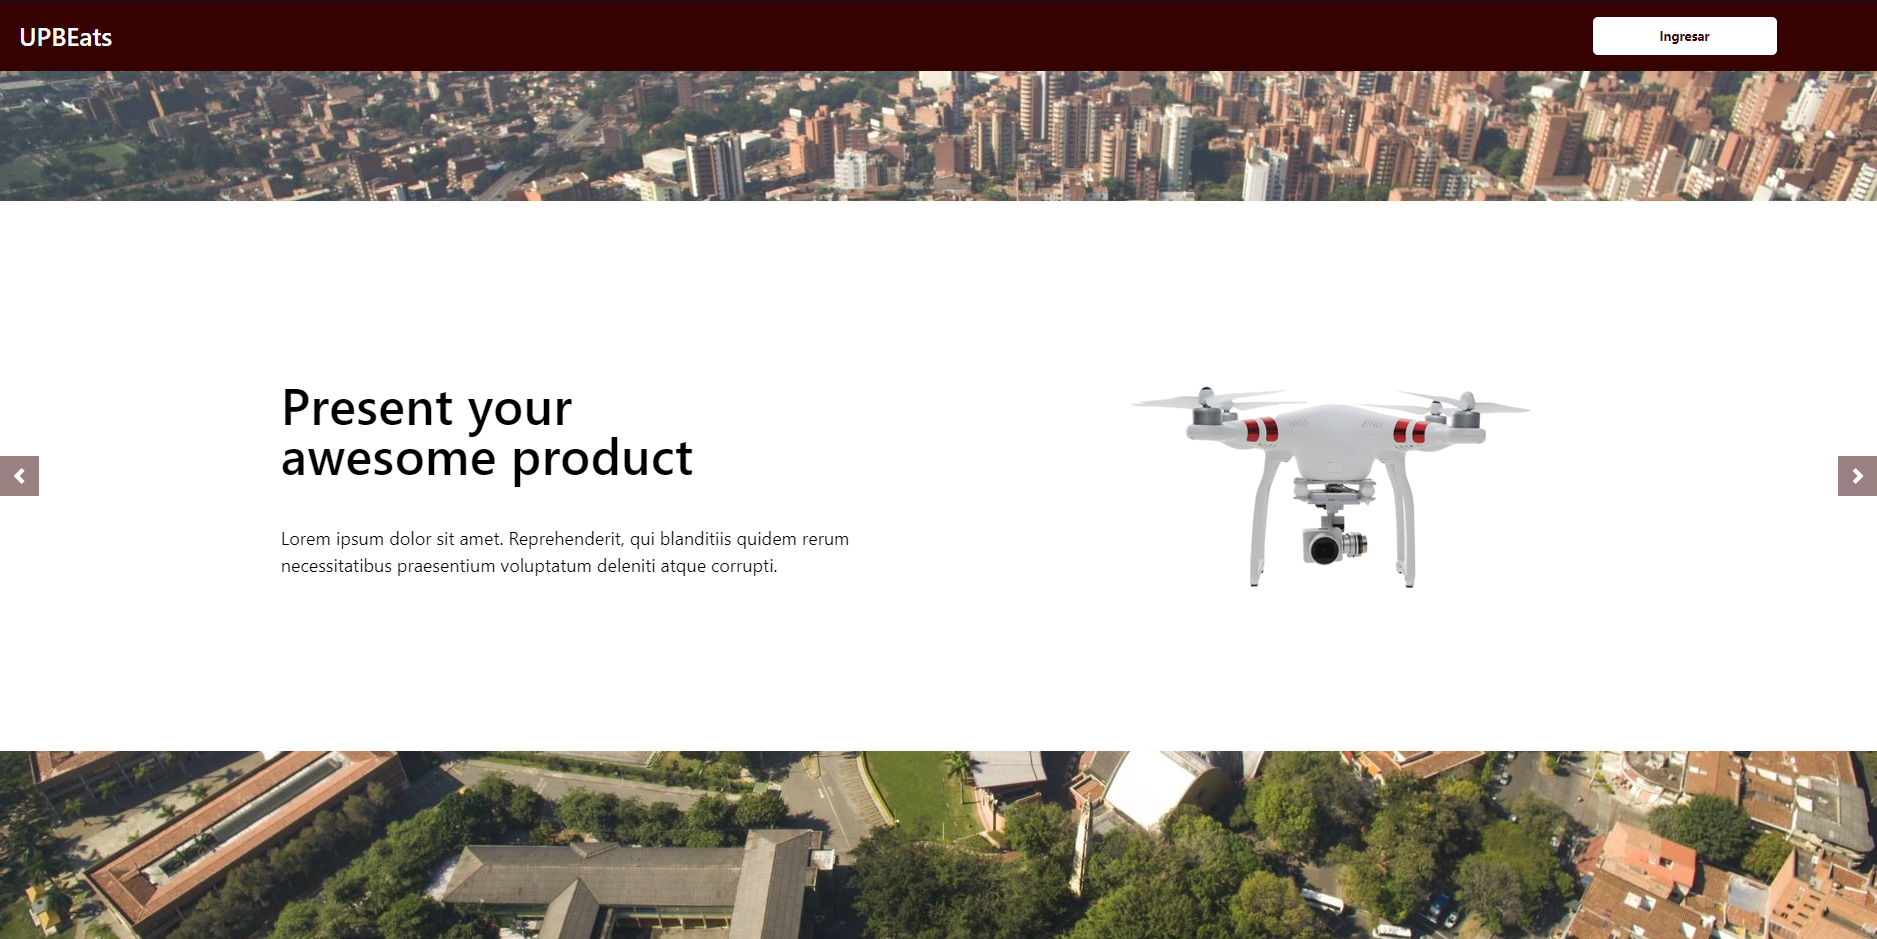 UPBEats
Ingresar
Present your
awesome product
Lorem ipsum dolor sit amet. Reprehenderit, qui blanditiis quidem rerum
necessitatibus praesentium voluptatum deleniti atque corrupti.